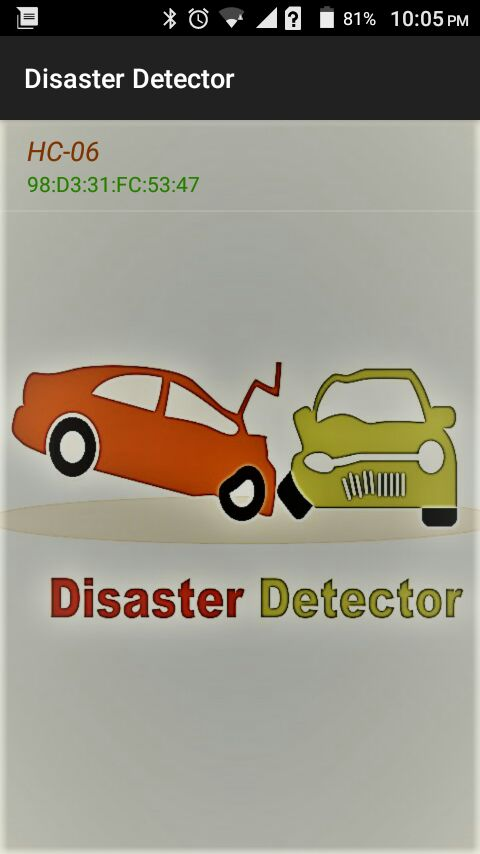 81% 10:05 PM
Disaster Detector
HC-06
98:D3:31:FC:53:47
Disaster Detector